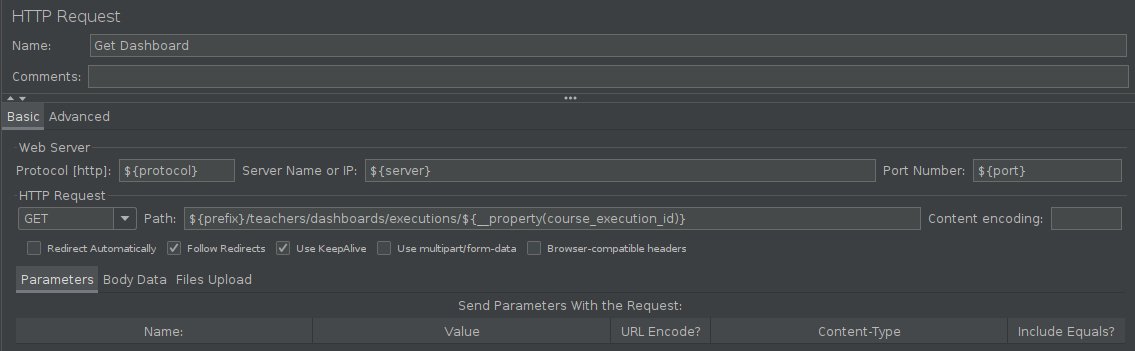 HTTP Request
Name: Get Dashboard
Comments:
Basic Advanced
Web Server
Protocol [http]: ${protocol} Server Name or IP: ${server} Port Number: ${port}
HTTP Request
GET Path: ${prefix}/teachers/dashboards/executions/${__property(course_execution_id)} Content encoding:
Redirect Automatically Follow Redirects Use KeepAlive Use multipart/form-data Browser-compatible headers
Parameters Body Data Files Upload
Send Parameters With the Request:
Name: Value URL Encode? Content-Type Include Equals?